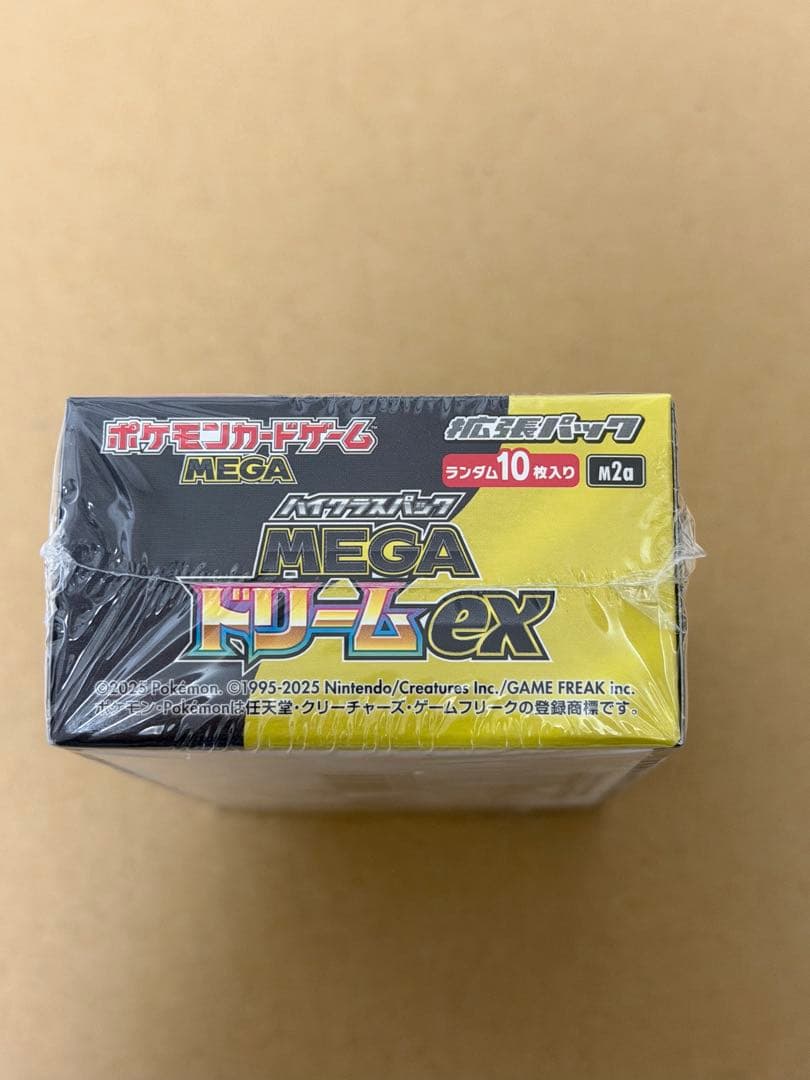 ポケモンカードゲーム
MEGA
拡張パック
ランダム10枚入り M2a
ハイクラスパック
MEGA
ドリームex
©2025 Pokémon. ©1995-2025 Nintendo/Creatures Inc./GAME FREAK inc.
ポケモン・Pokémonは任天堂・クリーチャーズ・ゲームフリークの登録商標です。